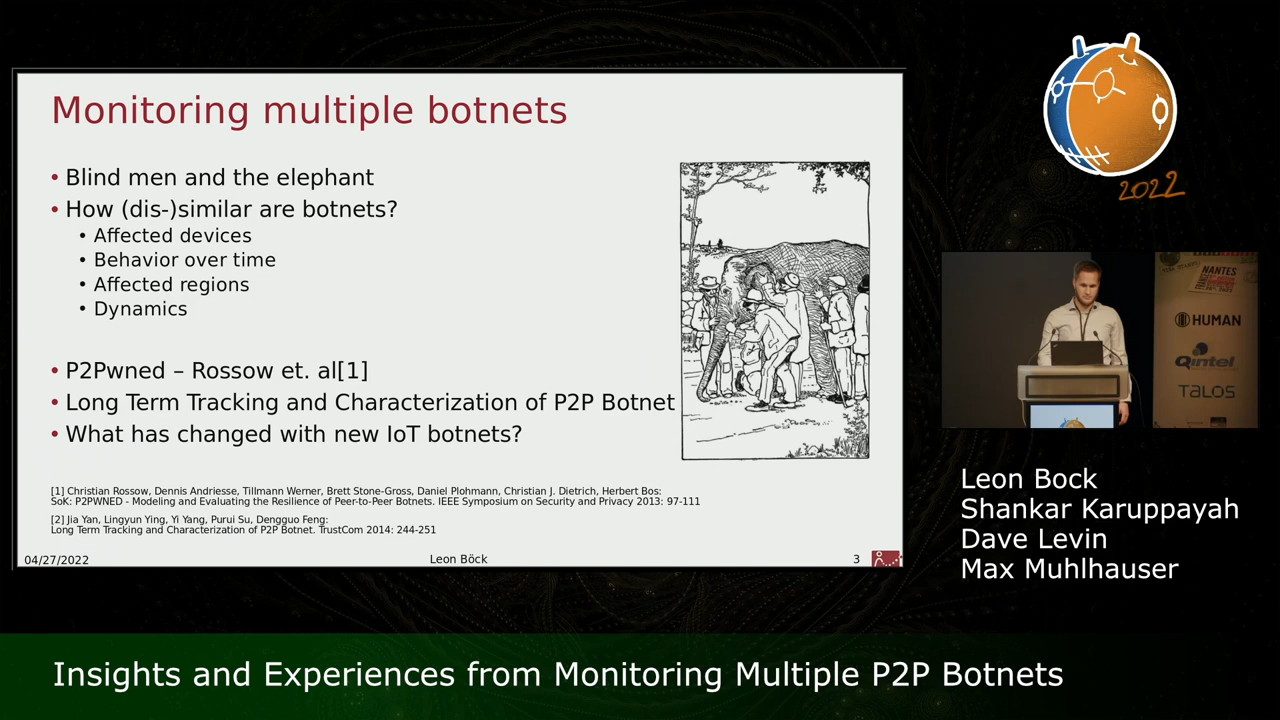 Monitoring multiple botnets
• Blind men and the elephant
• How (dis-)similar are botnets?
• Affected devices
• Behavior over time
• Affected regions
• Dynamics
• P2Pwned – Rossow et. al[1]
• Long Term Tracking and Characterization of P2P Botnet
• What has changed with new IoT botnets?
[1] Christian Rossow, Dennis Andriesse, Tillmann Werner, Brett Stone-Gross, Daniel Plohmann, Christian J. Dietrich, Herbert Bos:
SoK: P2PWNED - Modeling and Evaluating the Resilience of Peer-to-Peer Botnets. IEEE Symposium on Security and Privacy 2013: 97-111
[2] Jia Yan, Lingyun Ying, Yi Yang, Purui Su, Dengguo Feng:
Long Term Tracking and Characterization of P2P Botnet. TrustCom 2014: 244-251
04/27/2022
Leon Böck
3
2022
NANTES
HUMAN
Qintel
TALOS
Leon Bock
Shankar Karuppayah
Dave Levin
Max Muhlhauser
Insights and Experiences from Monitoring Multiple P2P Botnets